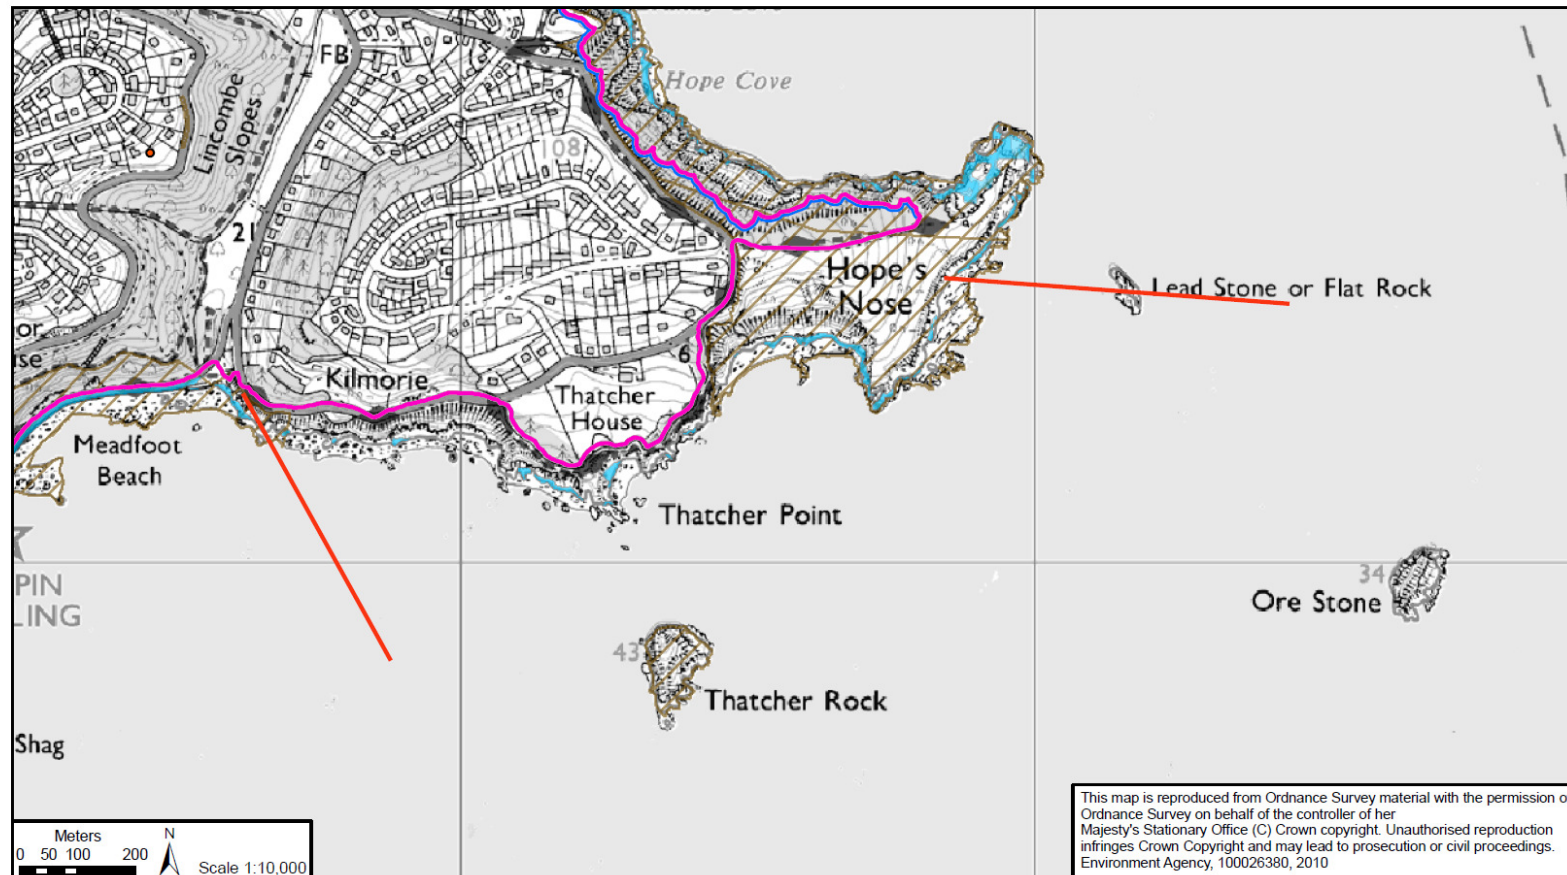 FB
Hope Cove
Lincombe
Slopes
108
21
Hope's
Nose
Lead Stone or Flat Rock
Kilmorie
6
Thatcher
House
Meadfoot
Beach
Thatcher Point
PIN
LING
34
Ore Stone
43
Thatcher Rock
Shag
Meters
N
0 50 100 200
Scale 1:10,000
This map is reproduced from Ordnance Survey material with the permission o
Ordnance Survey on behalf of the controller of her
Majesty's Stationary Office (C) Crown copyright. Unauthorised reproduction
infringes Crown Copyright and may lead to prosecution or civil proceedings.
Environment Agency, 100026380, 2010